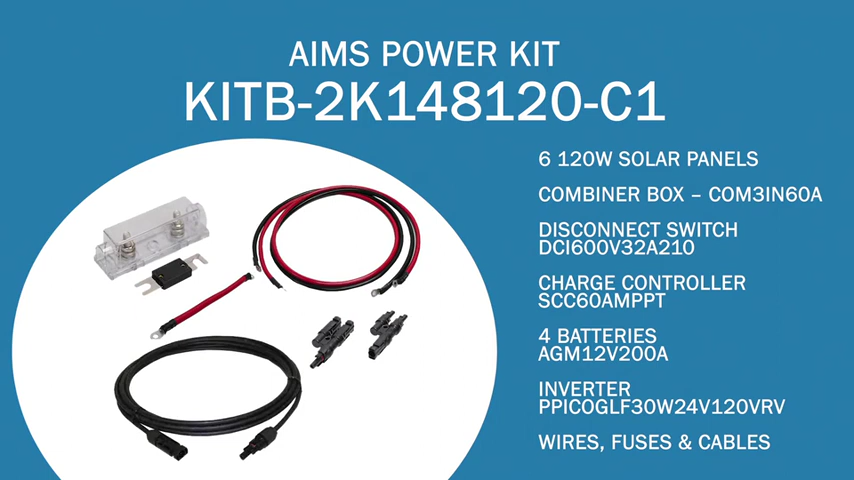 AIMS POWER KIT
KITB-2K148120-C1
6 120W SOLAR PANELS
COMBINER BOX – COM3IN60A
DISCONNECT SWITCH
DCI600V32A210
CHARGE CONTROLLER
SCC60AMPPT
4 BATTERIES
AGM12V200A
INVERTER
PPICOGLF30W24V120VRV
WIRES, FUSES & CABLES